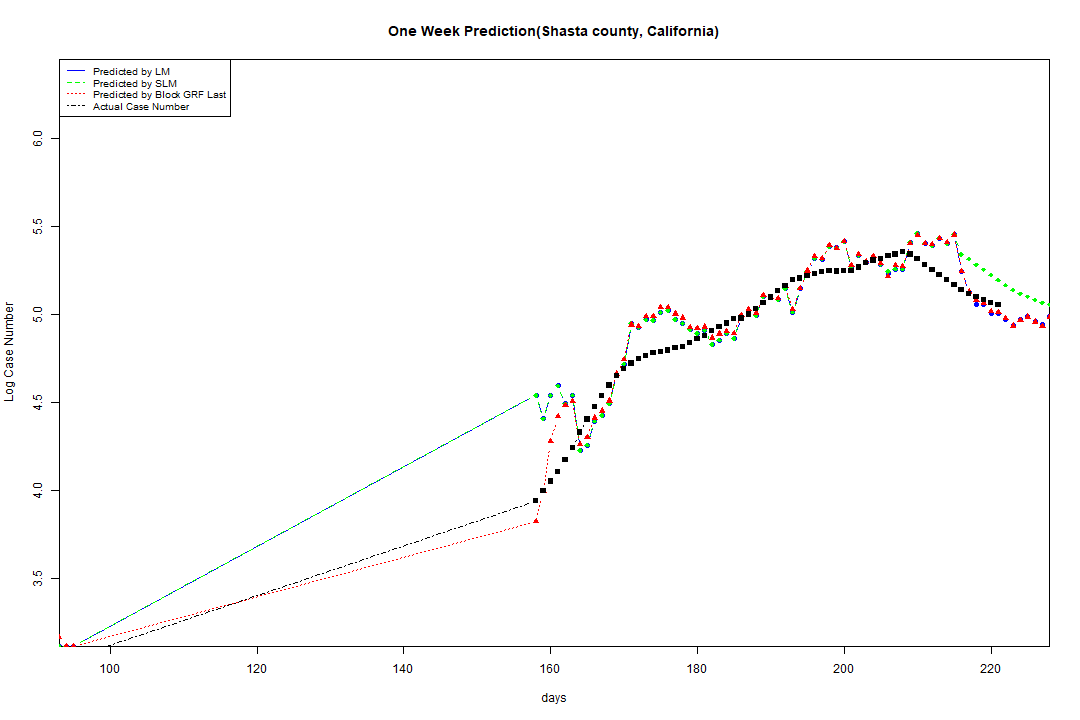 One Week Prediction(Shasta county, California)
Predicted by LM
Predicted by SLM
Predicted by Block GRF Last
Actual Case Number
6.0
5.5
5.0
4.5
4.0
3.5
Log Case Number
100 120 140 160 180 200 220
days